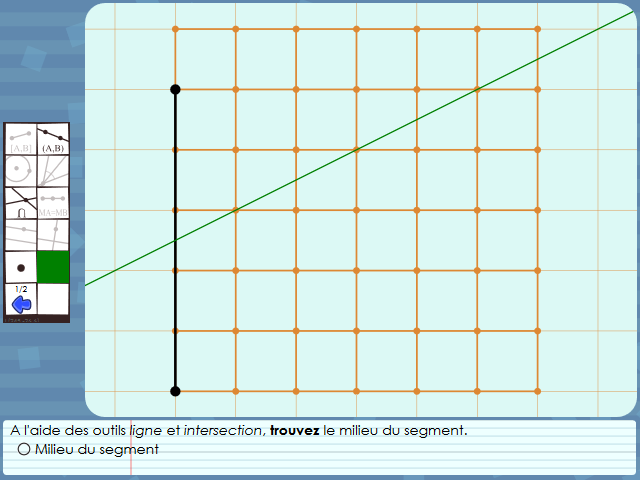 [A,B] (A,B)
∩ MA=MB
1/2
A l'aide des outils ligne et intersection, trouvez le milieu du segment.
Milieu du segment